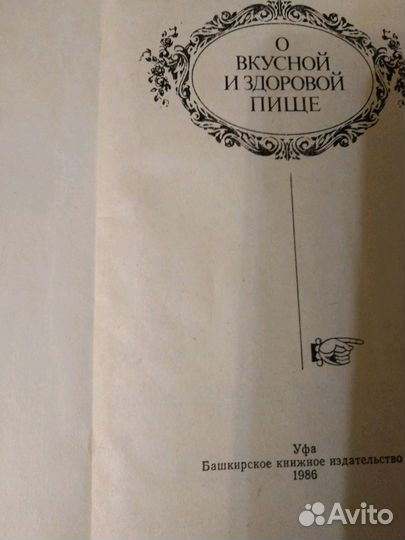 О
ВКУСНОЙ
И ЗДОРОВОЙ
ПИЩЕ
Уфа
Башкирское книжное издательство
1986
Avito